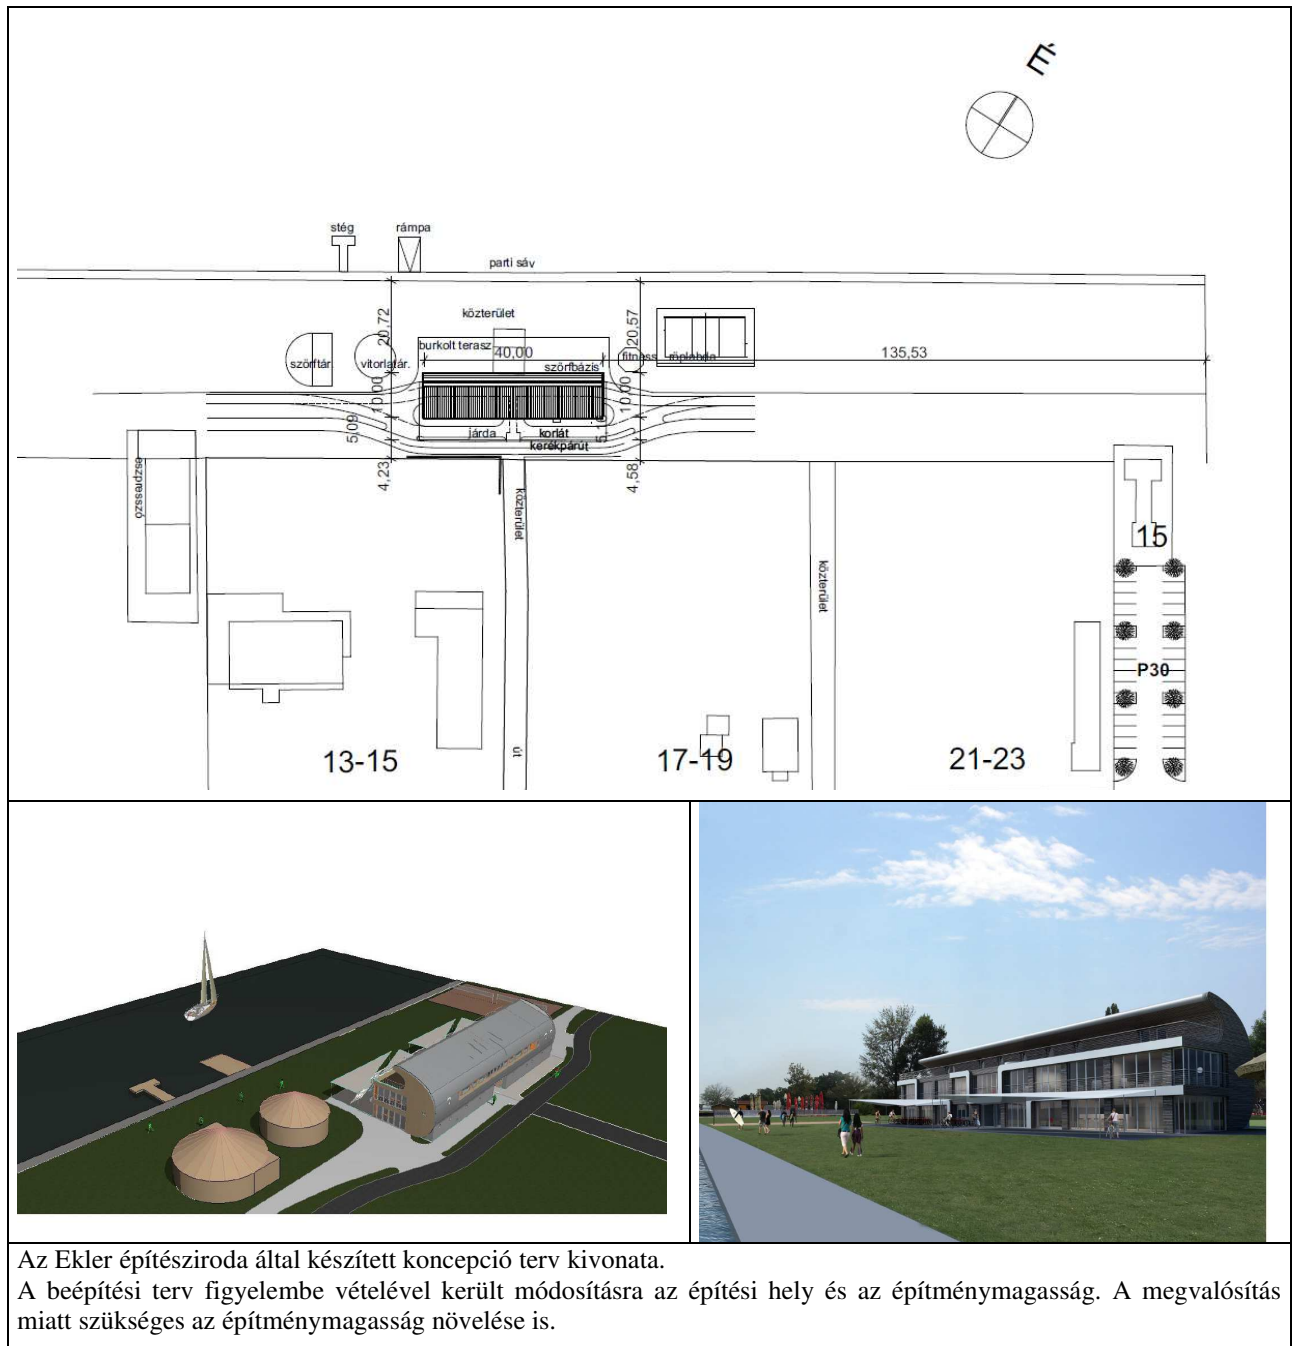 É
stég
rámpa
parti sáv
20,72
közterület
20,57
burkolt terasz
40,00
szörftár.
vitorlatár.
fitness
röplabda
135,53
szörfbázis
10,00
10,00
5,09
járda
korlát
kerékpárút
4,23
4,58
eszpresszó
közterület
15
közterület
P30
út
13-15
17-19
21-23
Az Ekler építésziroda által készített koncepció terv kivonata.
A beépítési terv figyelembe vételével került módosításra az építési hely és az építménymagasság. A megvalósítás
miatt szükséges az építménymagasság növelése is.